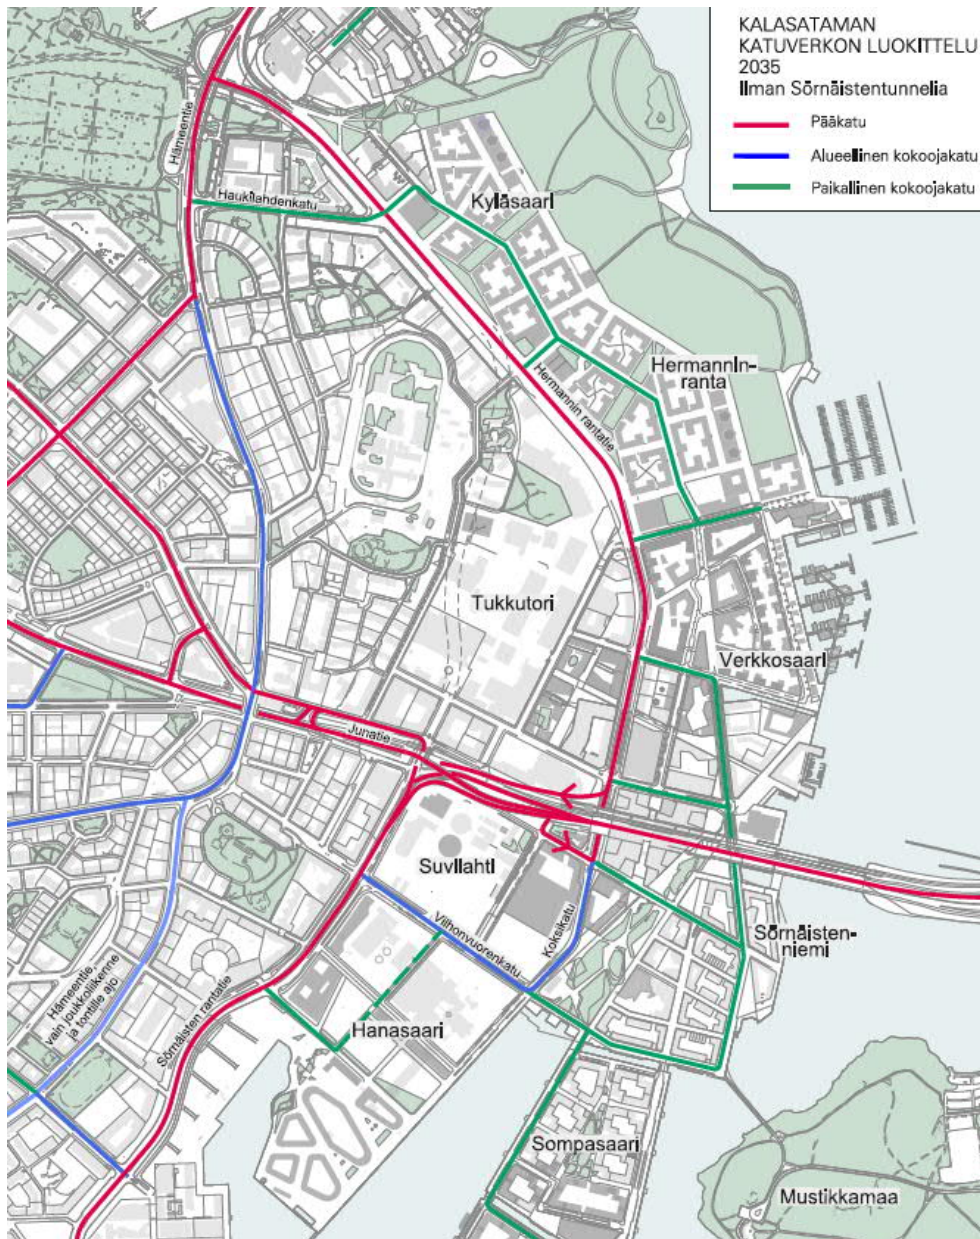 KALASATAMAN
KATUVERKON LUOKITTELU
2035
Ilman Sörnäistentunnelia
Pääkatu
Alueellinen kokoojakatu
Paikallinen kokoojakatu
Hämeentie
Haukilahdenkatu
Kyläsaari
Hermannin-
ranta
Hermannin rantatie
Tukkutori
Verkkosaari
Junatie
Suvilahti
Vilhonvuorenkatu
Koksikatu
Sörnäisten-
niemi
Hämeentie,
vain joukkoliikenne
ja tontille ajo
Sörnäisten rantatie
Hanasaari
Sompasaari
Mustikkamaa